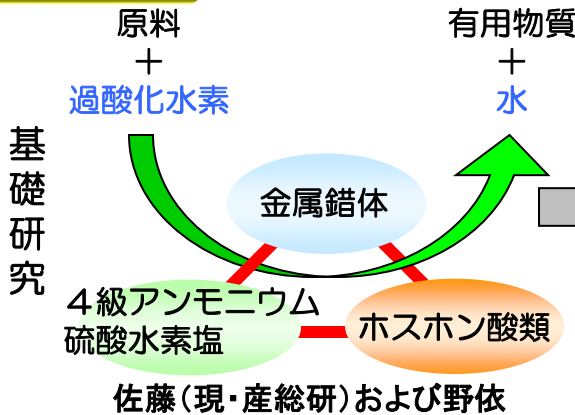 原料
+
過酸化水素
有用物質
+
水
基礎研究
金属錯体
4級アンモニウム
硫酸水素塩
ホスホン酸類
佐藤(現・産総研)および野依